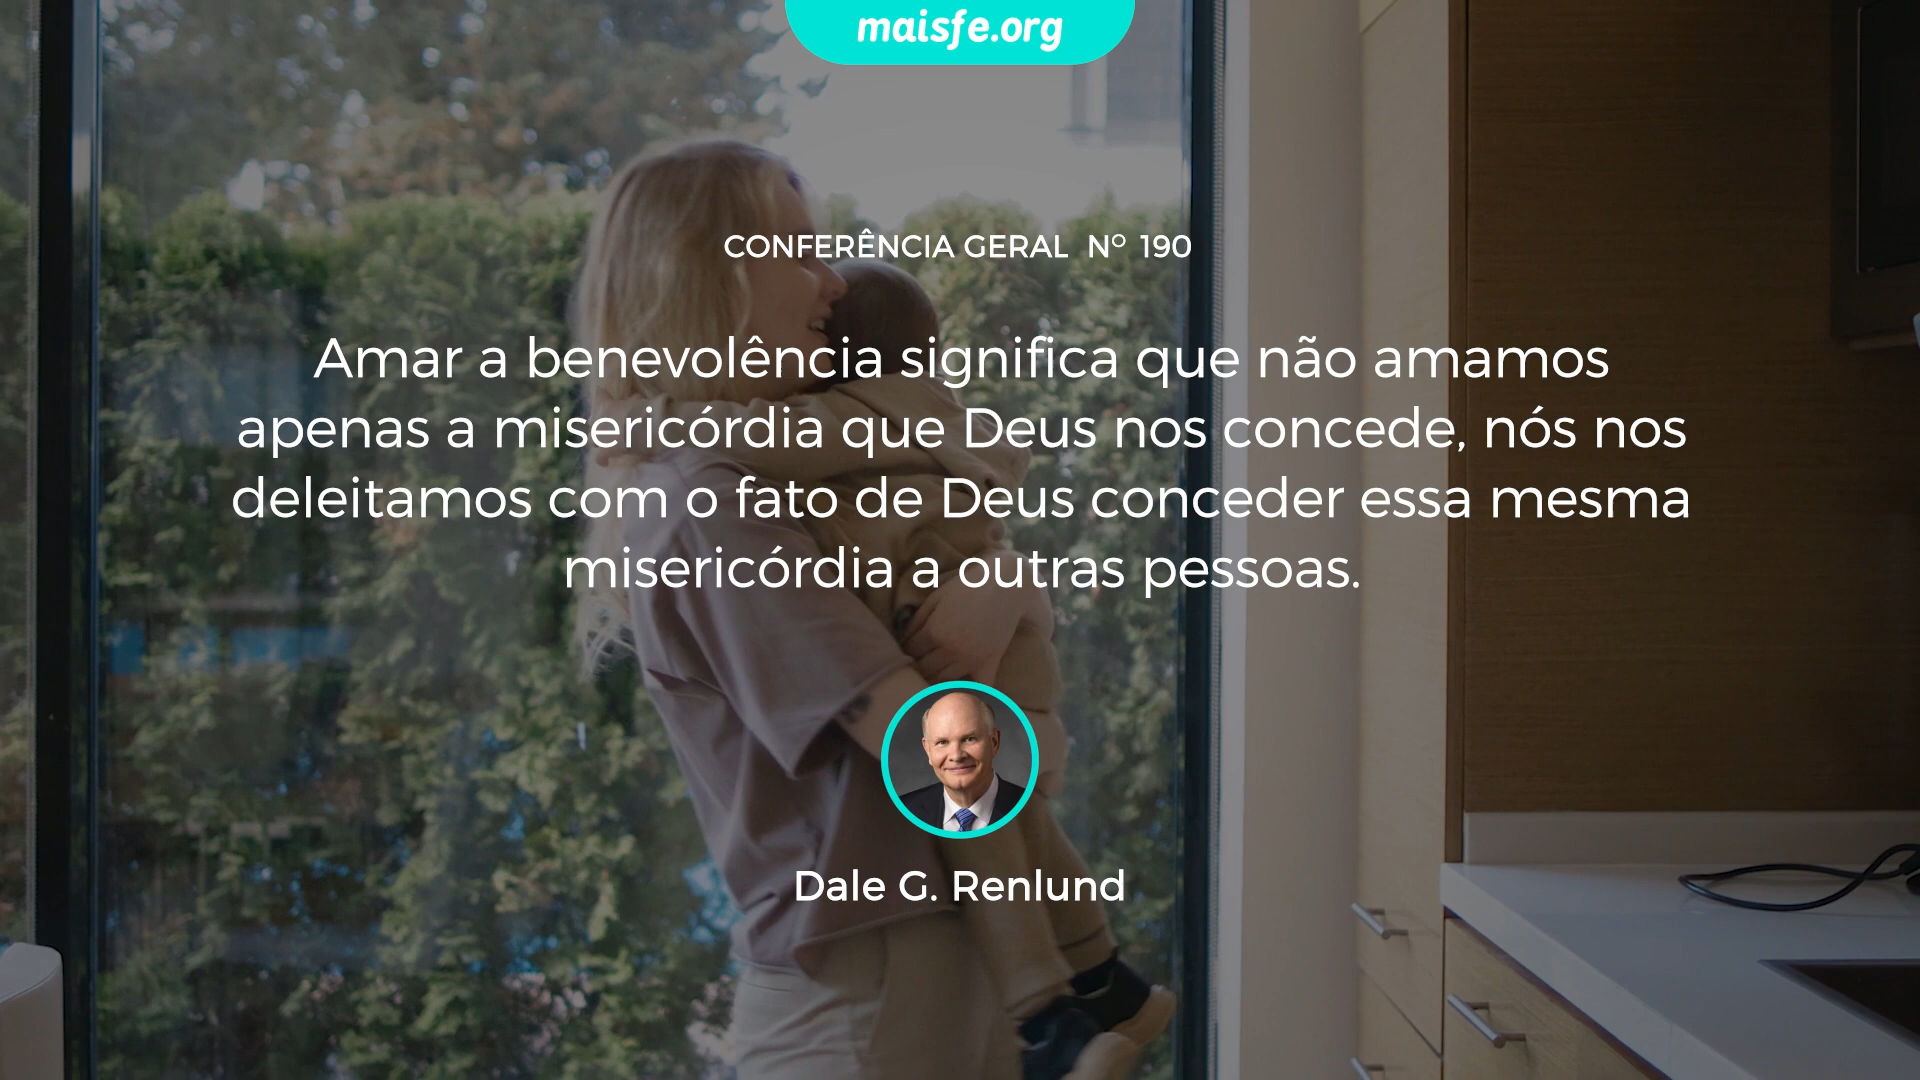 maisfe.org
CONFERÊNCIA GERAL Nº 190
Amar a benevolência significa que não amamos
apenas a misericórdia que Deus nos concede, nós nos
deleitamos com o fato de Deus conceder essa mesma
misericórdia a outras pessoas.
Dale G. Renlund